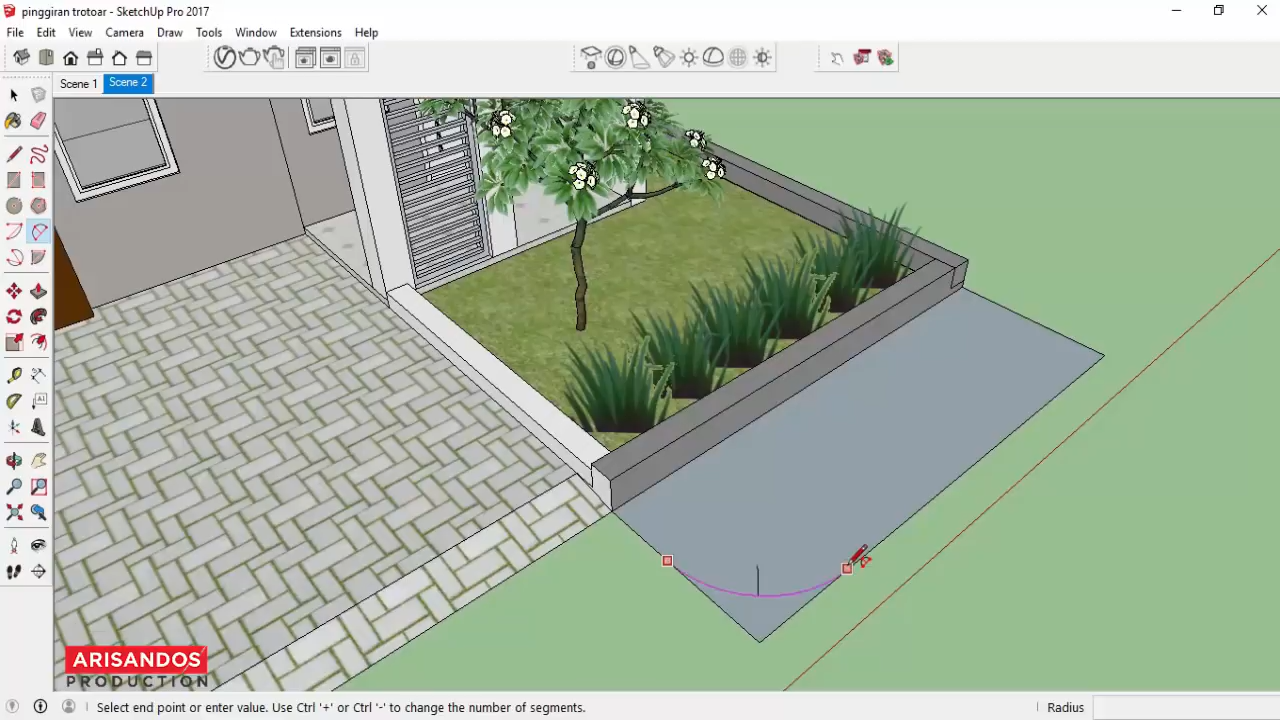 pinggiran trotoar - SketchUp Pro 2017
File Edit View Camera Draw Tools Window Extensions Help
Scene 1 Scene 2
A1
ARISANDOS
PRODUCTION
Select end point or enter value. Use Ctrl '+' or Ctrl '-' to change the number of segments. Radius